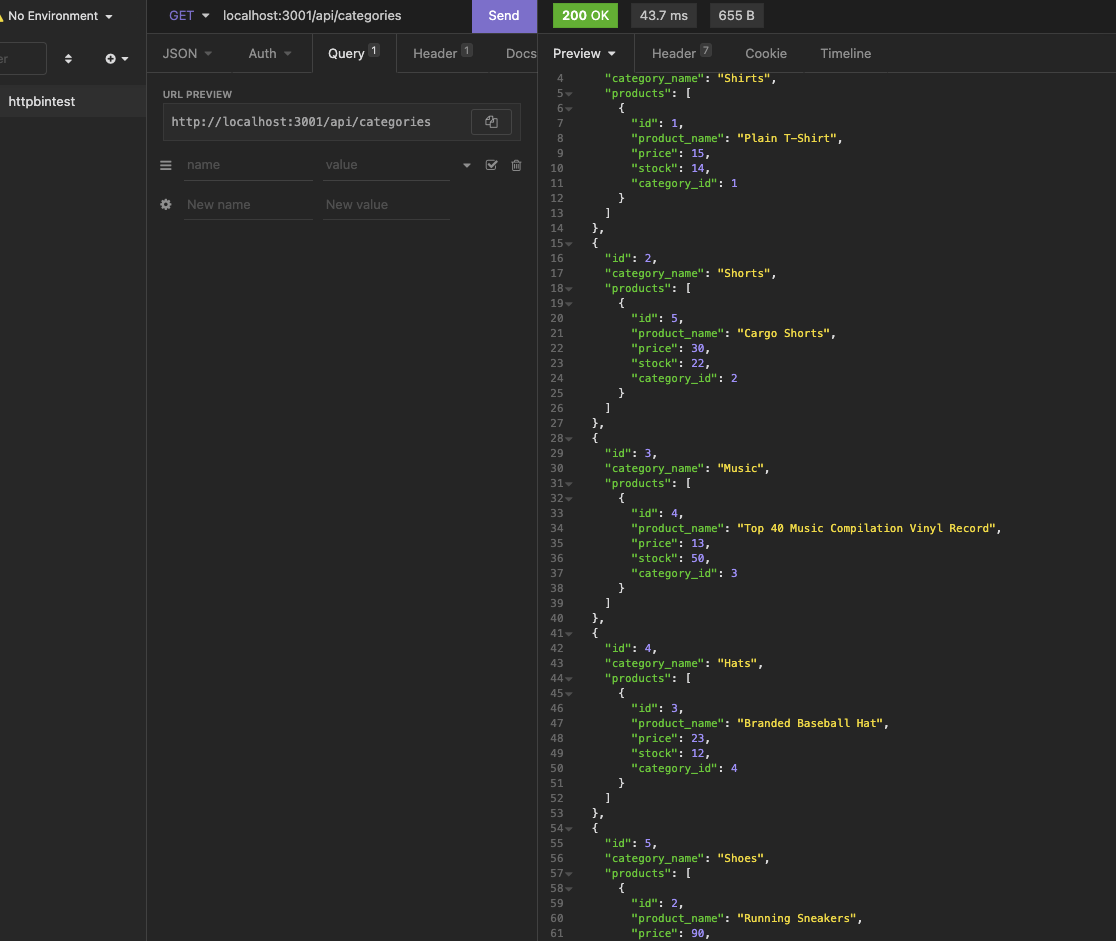 No Environment
er
httpbintest
GET localhost:3001/api/categories Send
JSON Auth Query 1 Header 1 Docs
URL PREVIEW
http://localhost:3001/api/categories
name value
New name New value
200 OK 43.7 ms 655 B
Preview Header 7 Cookie Timeline
4 "category_name": "Shirts",
5 "products": [
6 {
7 "id": 1,
8 "product_name": "Plain T-Shirt",
9 "price": 15,
10 "stock": 14,
11 "category_id": 1
12 }
13 ]
14 },
15 {
16 "id": 2,
17 "category_name": "Shorts",
18 "products": [
19 {
20 "id": 5,
21 "product_name": "Cargo Shorts",
22 "price": 30,
23 "stock": 22,
24 "category_id": 2
25 }
26 ]
27 },
28 {
29 "id": 3,
30 "category_name": "Music",
31 "products": [
32 {
33 "id": 4,
34 "product_name": "Top 40 Music Compilation Vinyl Record",
35 "price": 13,
36 "stock": 50,
37 "category_id": 3
38 }
39 ]
40 },
41 {
42 "id": 4,
43 "category_name": "Hats",
44 "products": [
45 {
46 "id": 3,
47 "product_name": "Branded Baseball Hat",
48 "price": 23,
49 "stock": 12,
50 "category_id": 4
51 }
52 ]
53 },
54 {
55 "id": 5,
56 "category_name": "Shoes",
57 "products": [
58 {
59 "id": 2,
60 "product_name": "Running Sneakers",
61 "price": 90,